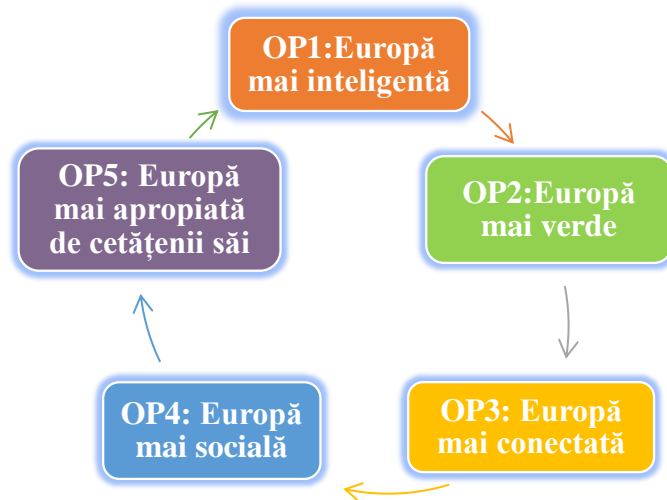 OP1:Europă
mai inteligentă
OP2:Europă
mai verde
OP3: Europă
mai conectată
OP4: Europă
mai socială
OP5: Europă
mai apropiată
de cetățenii săi